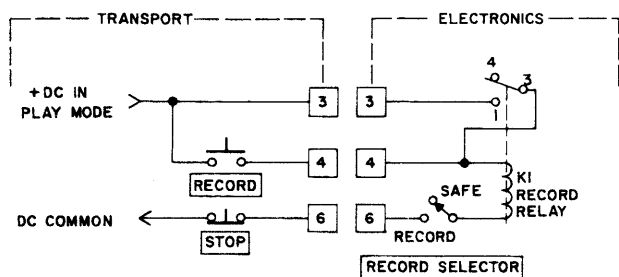 TRANSPORT
ELECTRONICS
+DC IN
PLAY MODE
3
3
4
3
1
4
4
RECORD
SAFE
K1
RECORD
RELAY
DC COMMON
6
6
STOP
RECORD
RECORD SELECTOR